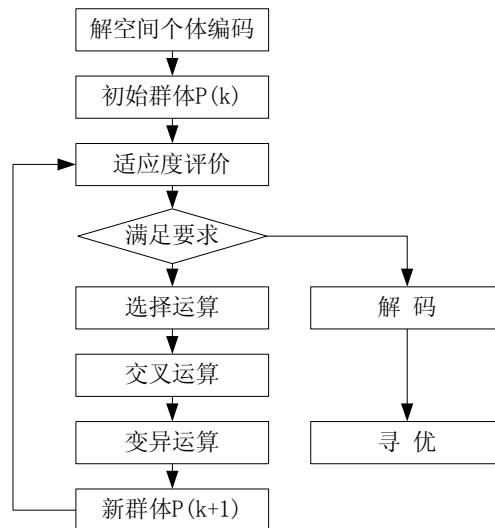 解空间个体编码
初始群体P(k)
适应度评价
满足要求
选择运算
解 码
交叉运算
变异运算
寻 优
新群体P(k+1)